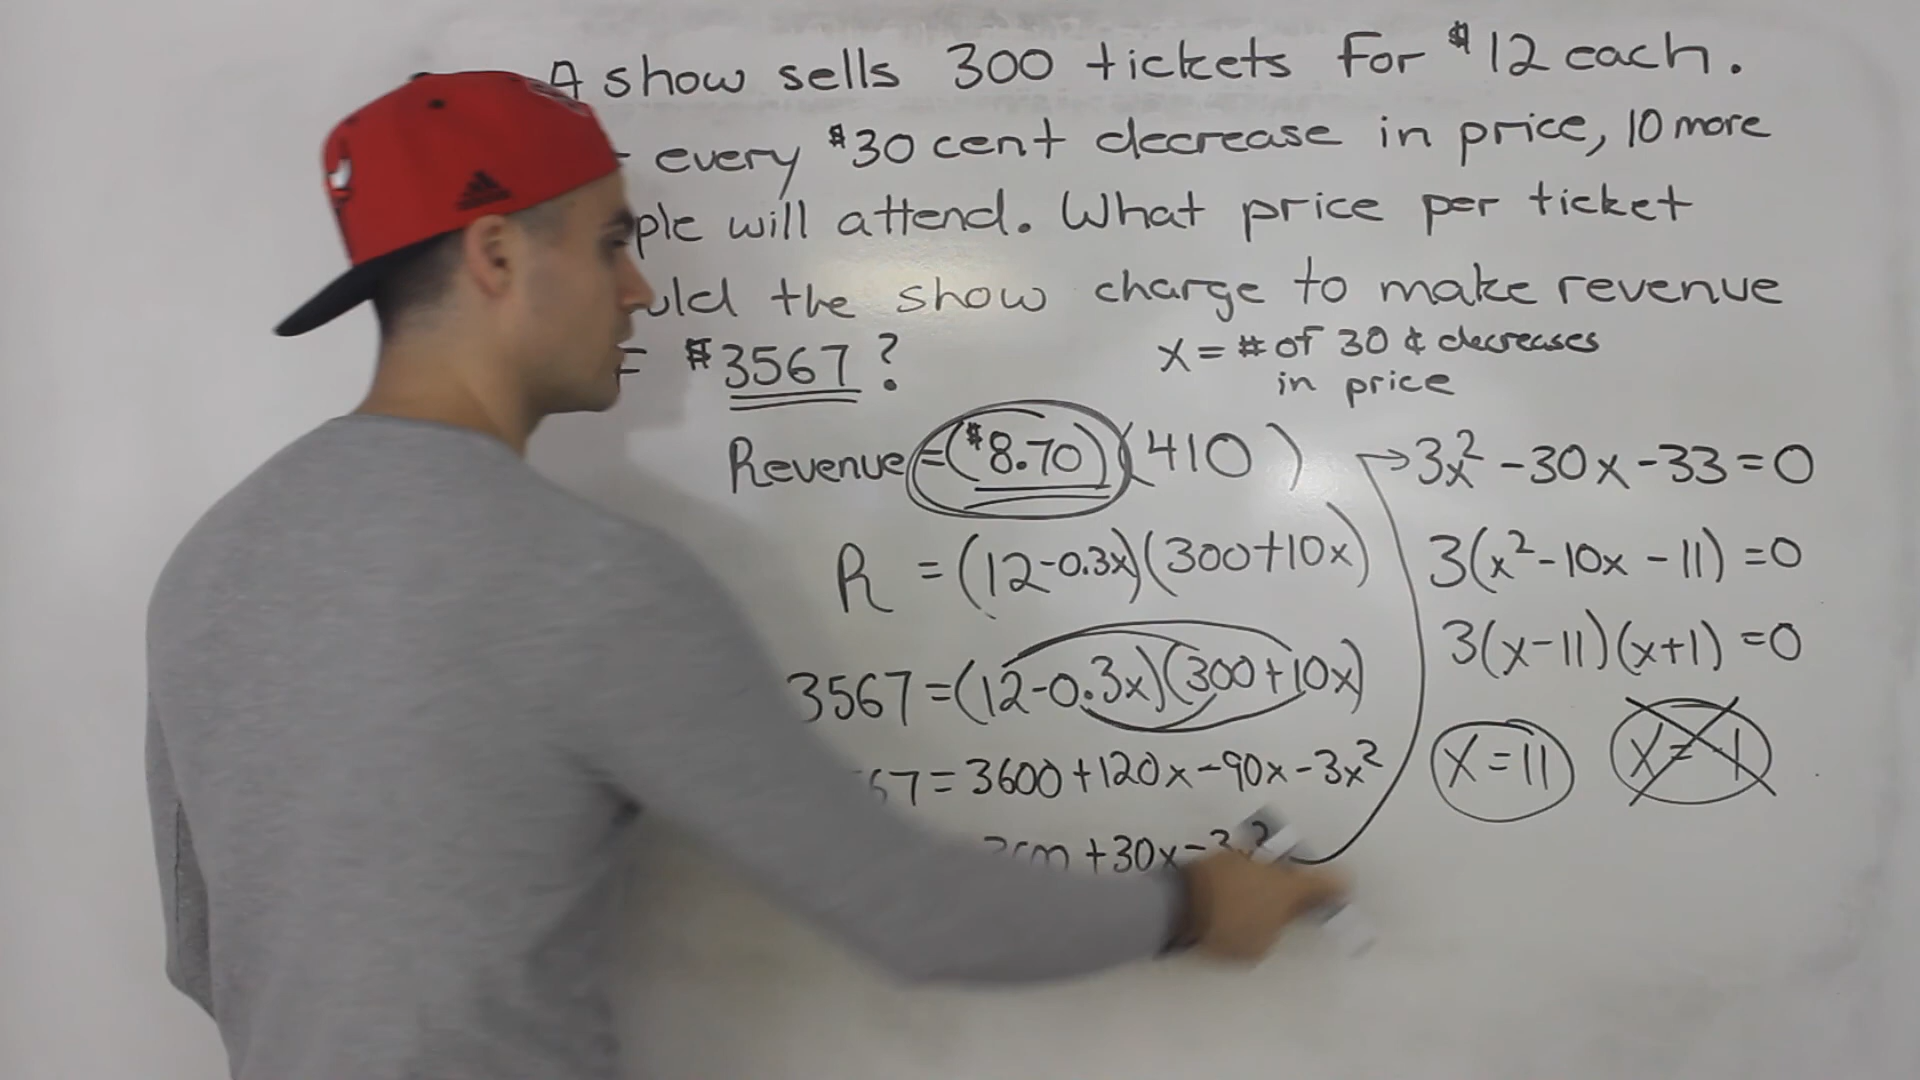 A show sells 300 tickets for $12 each.
every $30 cent decrease in price, 10 more
ple will attend. What price per ticket
uld the show charge to make revenue
F $3567?
x = # of 30 ¢ decreases
in price
Revenue = ($8.70)(410)
R = (12-0.3x)(300+10x)
3567 = (12-0.3x)(300+10x)
67 = 3600+120x-90x-3x²
+30x-3x²
→ 3x² -30x -33 = 0
3(x²-10x-11) = 0
3(x-11)(x+1) = 0
x = 11 x = -1